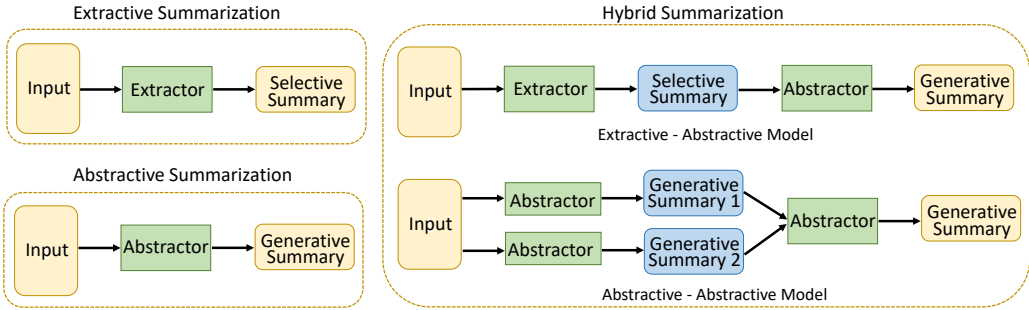 Extractive Summarization
Input
Extractor
Selective
Summary
Abstractive Summarization
Input
Abstractor
Generative
Summary
Hybrid Summarization
Input
Extractor
Selective
Summary
Abstractor
Generative
Summary
Extractive - Abstractive Model
Input
Abstractor
Generative
Summary 1
Abstractor
Generative
Summary 2
Abstractor
Generative
Summary
Abstractive - Abstractive Model